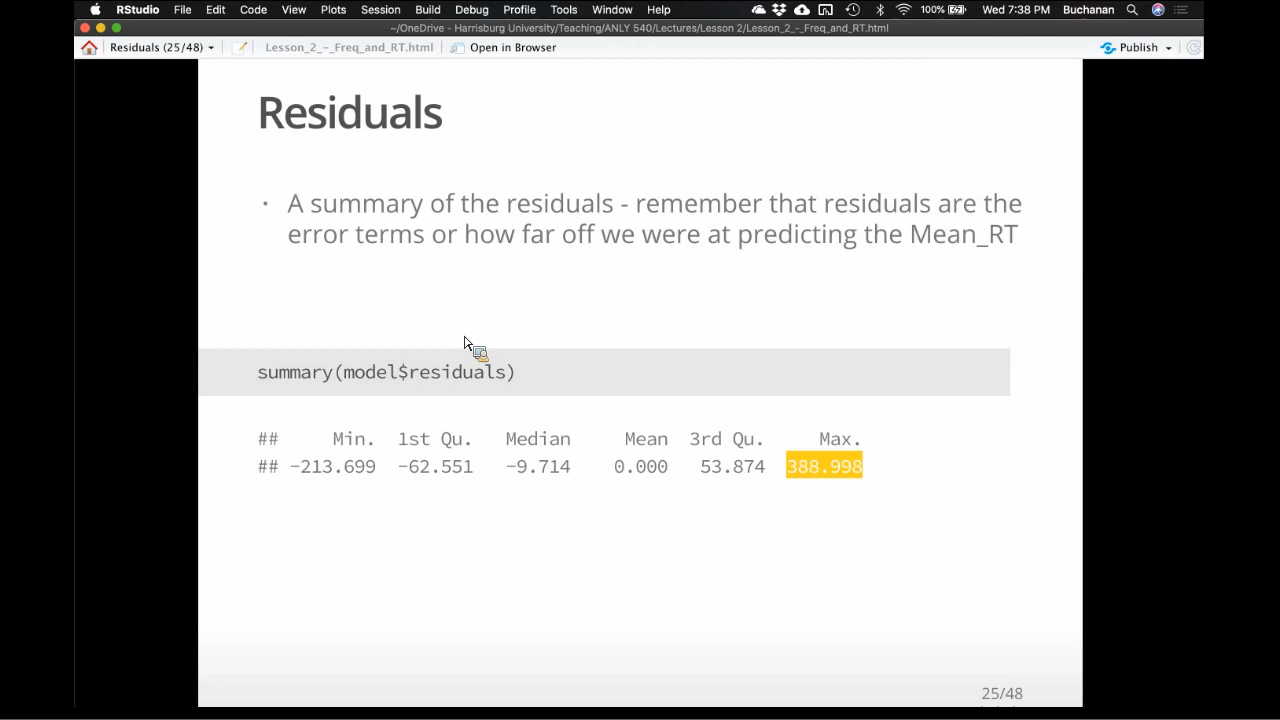 RStudio File Edit Code View Plots Session Build Debug Profile Tools Window Help 100% Wed 7:38 PM Buchanan
~/OneDrive - Harrisburg University/Teaching/ANLY 540/Lectures/Lesson 2/Lesson_2_-_Freq_and_RT.html
Residuals (25/48) Lesson_2_-_Freq_and_RT.html Open in Browser Publish
Residuals
• A summary of the residuals - remember that residuals are the
error terms or how far off we were at predicting the Mean_RT
summary(model$residuals)
## Min. 1st Qu. Median Mean 3rd Qu. Max.
## -213.699 -62.551 -9.714 0.000 53.874 388.998
25/48